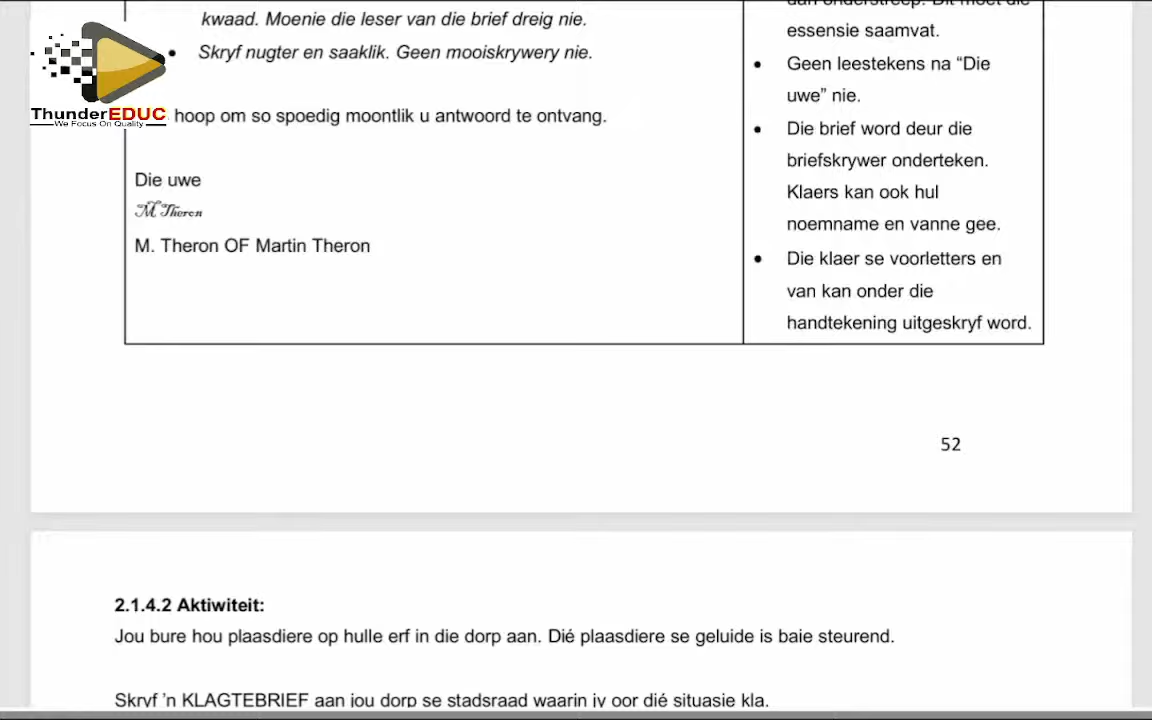 kwaad. Moenie die leser van die brief dreig nie.
• Skryf nugter en saaklik. Geen mooiskrywery nie.
ThunderEDUC
We Focus On Quality
hoop om so spoedig moontlik u antwoord te ontvang.
Die uwe
M Theron
M. Theron OF Martin Theron
essensie saamvat.
• Geen leestekens na “Die
uwe” nie.
• Die brief word deur die
briefskrywer onderteken.
Klaers kan ook hul
noemname en vanne gee.
• Die klaer se voorletters en
van kan onder die
handtekening uitgeskryf word.
52
2.1.4.2 Aktiwiteit:
Jou bure hou plaasdiere op hulle erf in die dorp aan. Dié plaasdiere se geluide is baie steurend.
Skryf ’n KLAGTEBRIEF aan jou dorp se stadsraad waarin jy oor dié situasie kla.